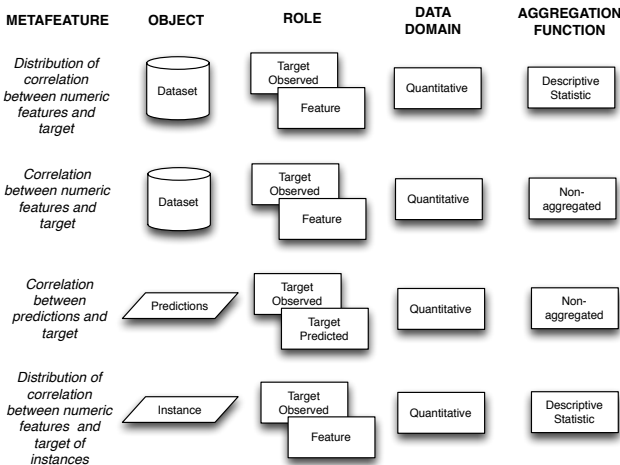 METAFEATURE OBJECT ROLE DATA DOMAIN AGGREGATION FUNCTION
Distribution of
correlation
between numeric
features and
target
Dataset
Target
Observed
Feature
Quantitative
Descriptive
Statistic
Correlation
between numeric
features and
target
Dataset
Target
Observed
Feature
Quantitative
Non-
aggregated
Correlation
between
predictions and
target
Predictions
Target
Observed
Target
Predicted
Quantitative
Non-
aggregated
Distribution of
correlation
between numeric
features and
target of
instances
Instance
Target
Observed
Feature
Quantitative
Descriptive
Statistic